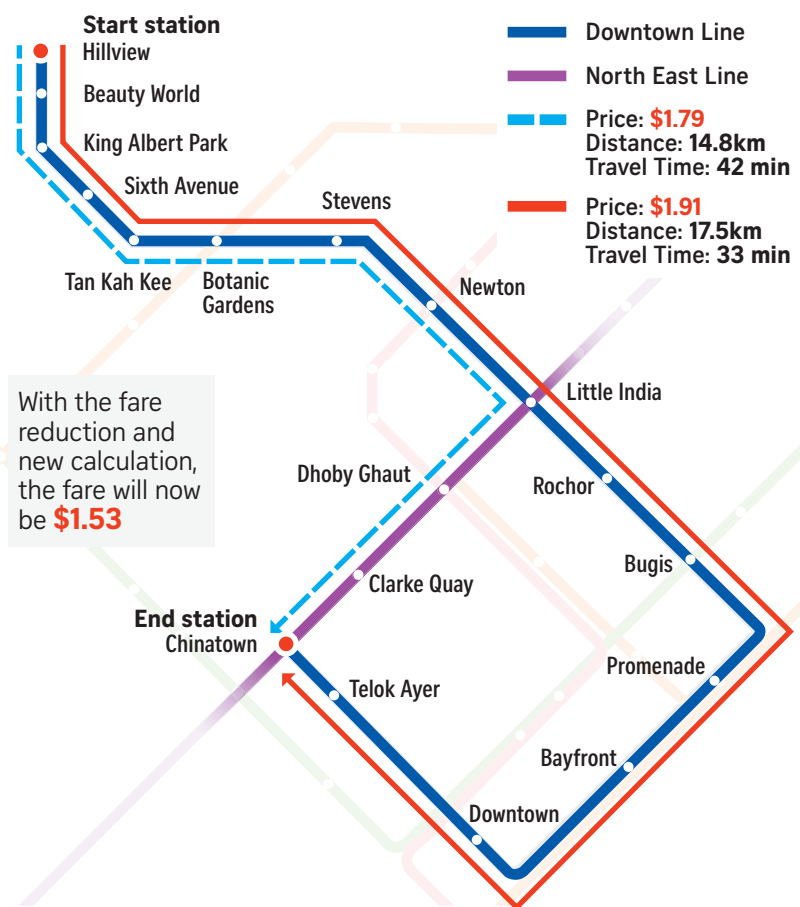 Start station
Hillview
Beauty World
King Albert Park
Sixth Avenue
Stevens
Tan Kah Kee
Botanic
Gardens
Newton
Little India
Dhoby Ghaut
Rochor
Bugis
Clarke Quay
End station
Chinatown
Promenade
Telok Ayer
Bayfront
Downtown
Downtown Line
North East Line
Price: $1.79
Distance: 14.8km
Travel Time: 42 min
Price: $1.91
Distance: 17.5km
Travel Time: 33 min
With the fare
reduction and
new calculation,
the fare will now
be $1.53